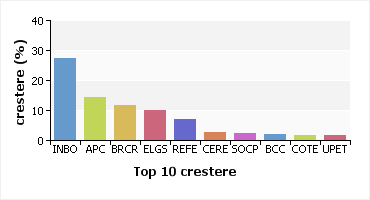 crestere (%)
40
30
20
10
0
INBO APC BRCR ELGS REFE CERE SOCP BCC COTE UPET
Top 10 crestere